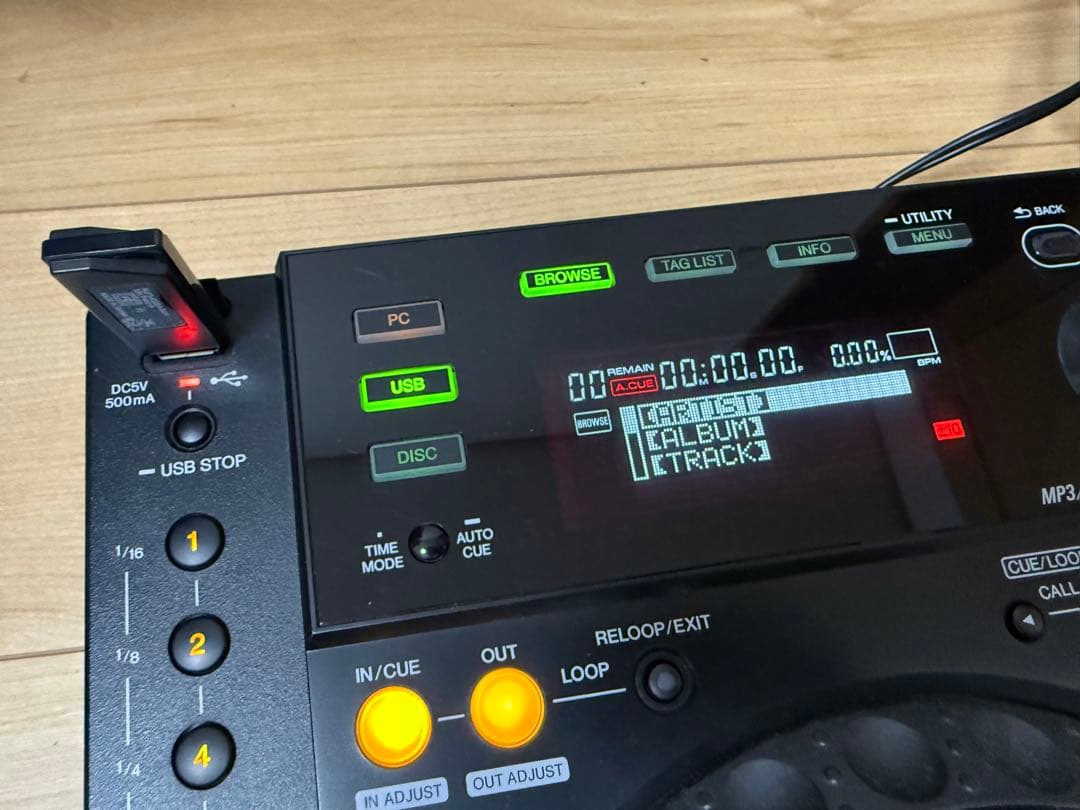 UTILITY
BACK
MENU
INFO
TAG LIST
BROWSE
PC
USB
DISC
DC5V
500mA
USB STOP
00
REMAIN
A.CUE
00:00.00
M
S
F
0.00%
BPM
BROWSE
[ARTIST]
[ALBUM]
[TRACK]
±10
MP3/
TIME
MODE
AUTO
CUE
1/16
1
1/8
2
1/4
4
IN/CUE
OUT
LOOP
RELOOP/EXIT
IN ADJUST
OUT ADJUST
CUE/LOO
CALL